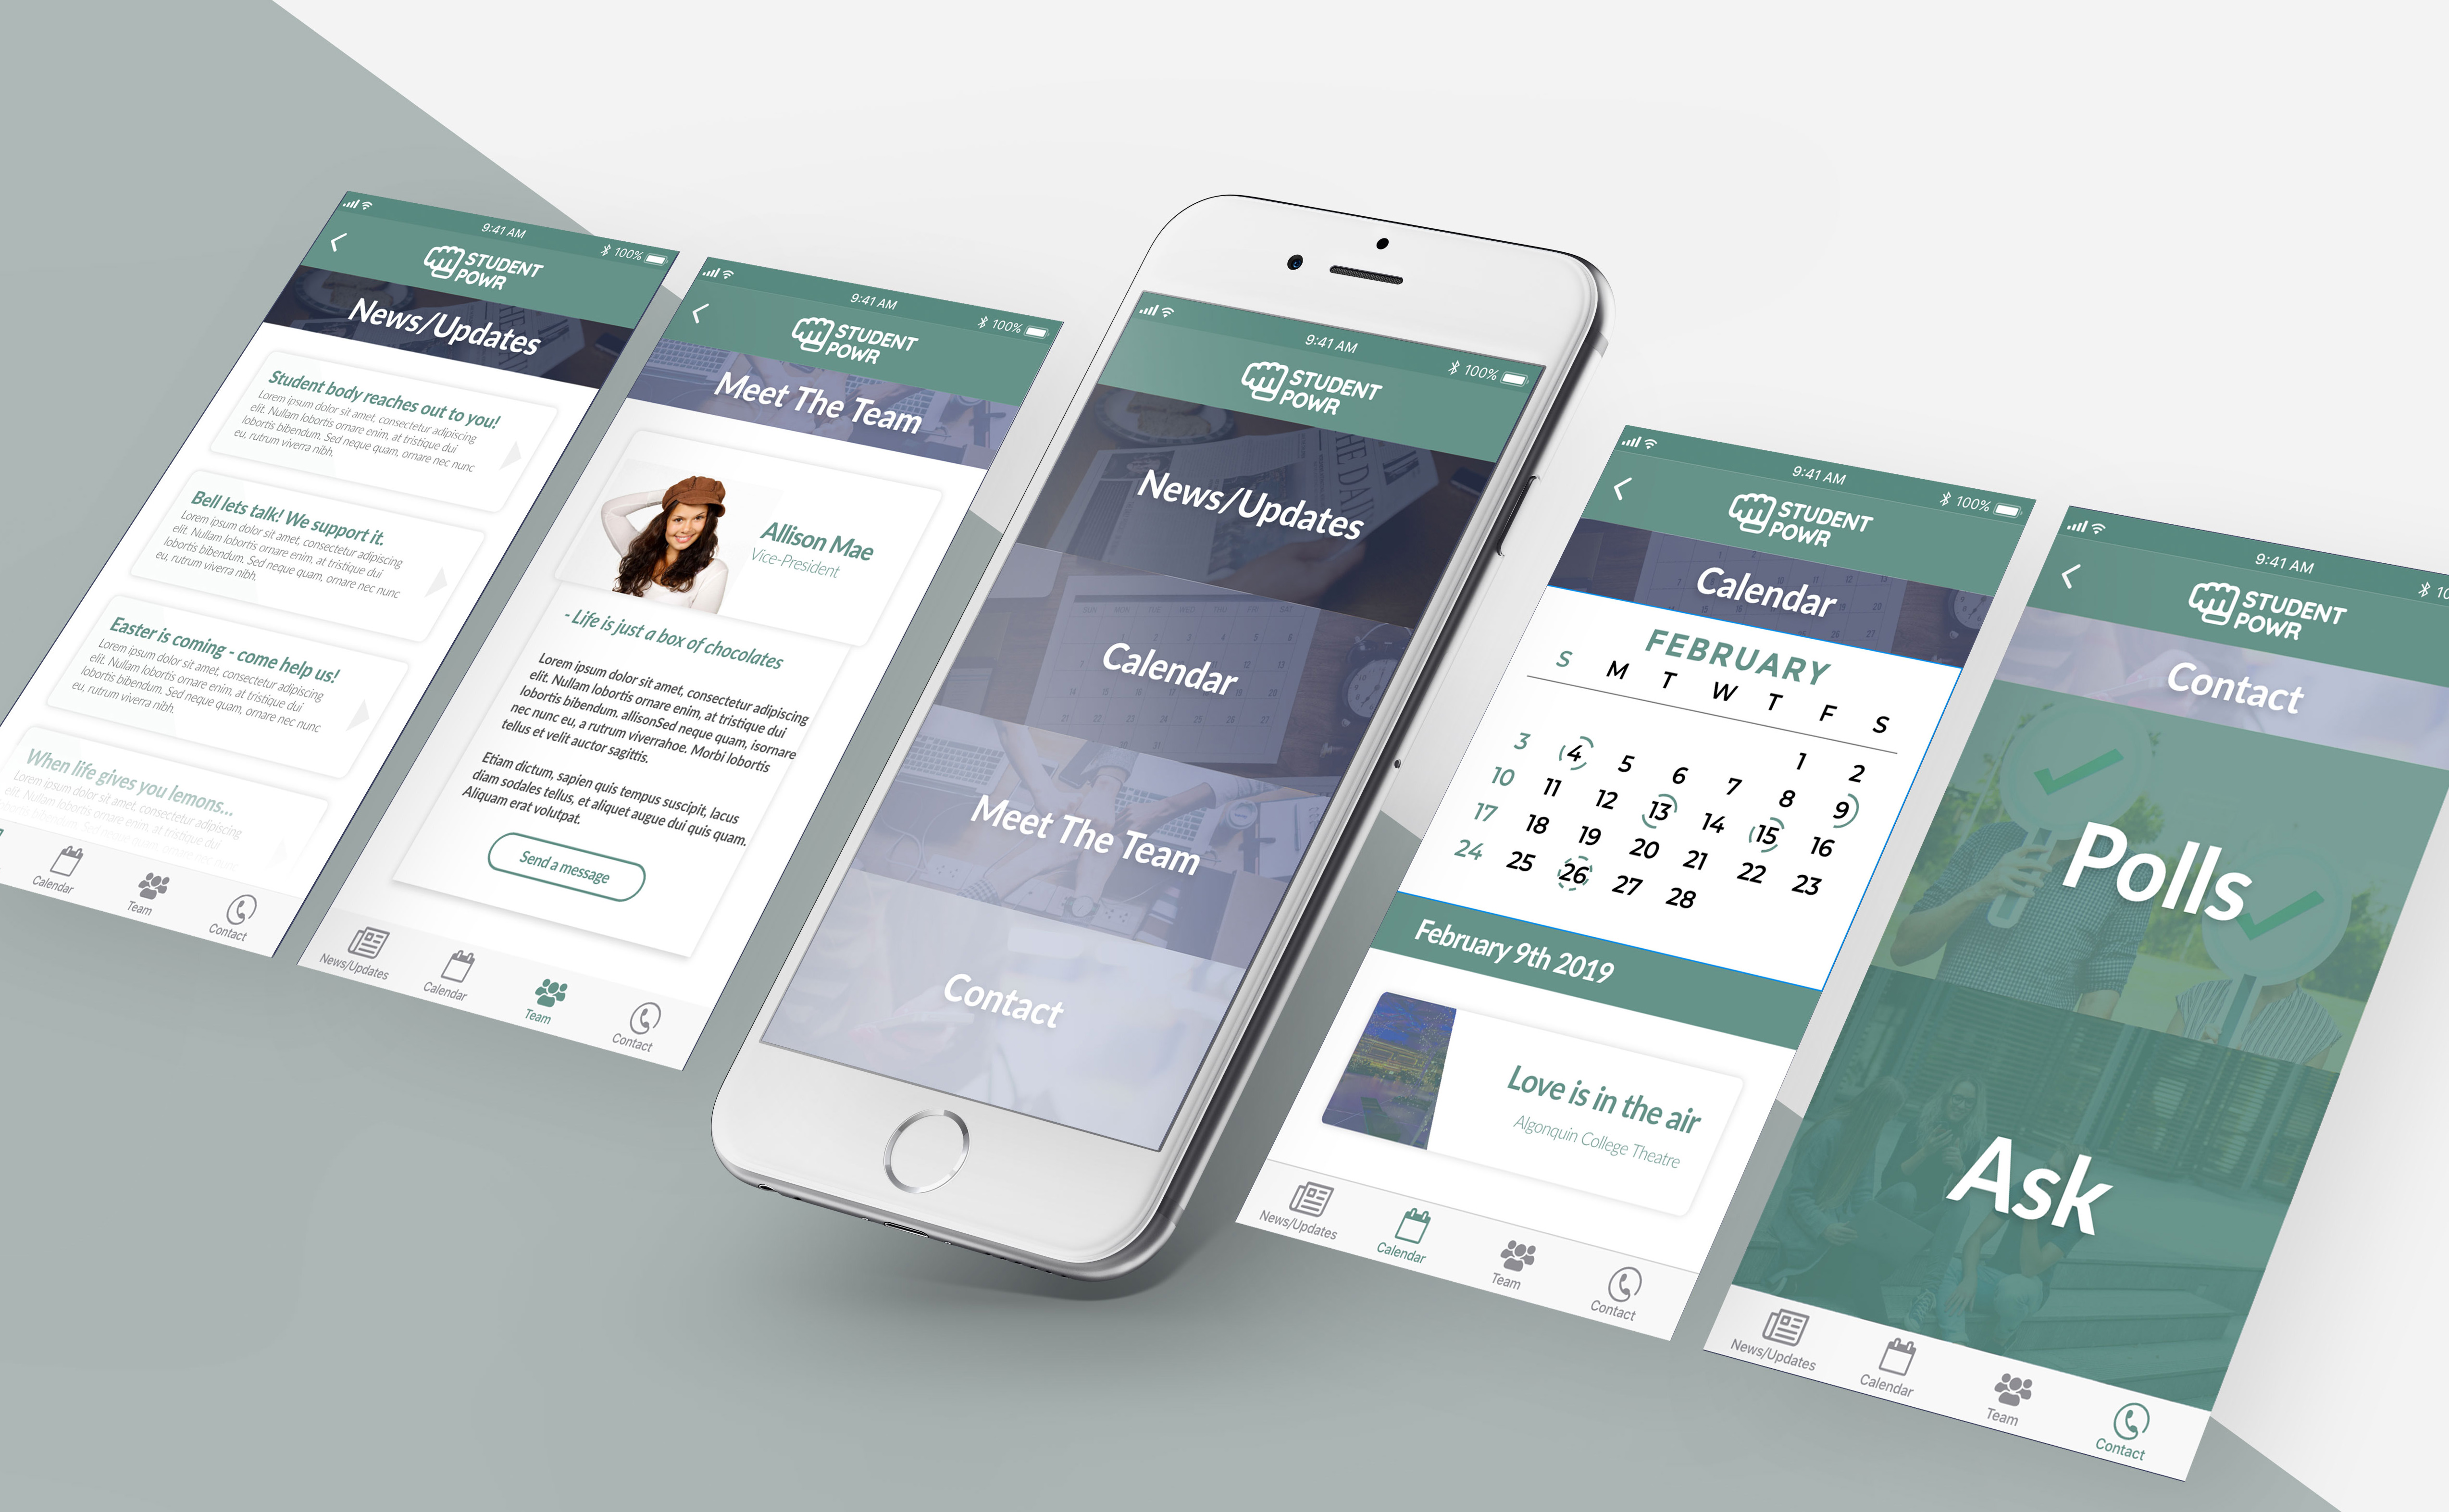 9:41 AM
100%
STUDENT
POWR
News/Updates
Student body reaches out to you!
Lorem ipsum dolor sit amet, consectetur adipiscing
elit. Nullam lobortis ornare enim, at tristique dui
lobortis bibendum. Sed neque quam, ornare nec nunc
eu, rutrum viverra nibh.
Bell lets talk! We support it.
Lorem ipsum dolor sit amet, consectetur adipiscing
elit. Nullam lobortis ornare enim, at tristique dui
lobortis bibendum. Sed neque quam, ornare nec nunc
eu, rutrum viverra nibh.
Easter is coming - come help us!
Lorem ipsum dolor sit amet, consectetur adipiscing
elit. Nullam lobortis ornare enim, at tristique dui
lobortis bibendum. Sed neque quam, ornare nec nunc
eu, rutrum viverra nibh.
When life gives you lemons...
Lorem ipsum dolor sit amet, consectetur adipiscing
elit. Nullam lobortis ornare enim, at tristique dui
Calendar
Team
Contact
9:41 AM
100%
STUDENT
POWR
Meet The Team
Allison Mae
Vice-President
- Life is just a box of chocolates
Lorem ipsum dolor sit amet, consectetur adipiscing
elit. Nullam lobortis ornare enim, at tristique dui
lobortis bibendum. allisonSed neque quam, isornare
nec nunc eu, a rutrum viverrahoe. Morbi lobortis
tellus et velit auctor sagittis.
Etiam dictum, sapien quis tempus suscipit, lacus
diam sodales tellus, et aliquet augue dui quis quam.
Aliquam erat volutpat.
Send a message
News/Updates
Calendar
Team
Contact
9:41 AM
100%
STUDENT
POWR
News/Updates
Calendar
Meet The Team
Contact
9:41 AM
100%
STUDENT
POWR
Calendar
FEBRUARY
S M T W T F S
1 2
3 4 5 6 7 8 9
10 11 12 13 14 15 16
17 18 19 20 21 22 23
24 25 26 27 28
February 9th 2019
Love is in the air
Algonquin College Theatre
News/Updates
Calendar
Team
Contact
9:41 AM
10
STUDENT
POWR
Contact
Polls
Ask
News/Updates
Calendar
Team
Contact